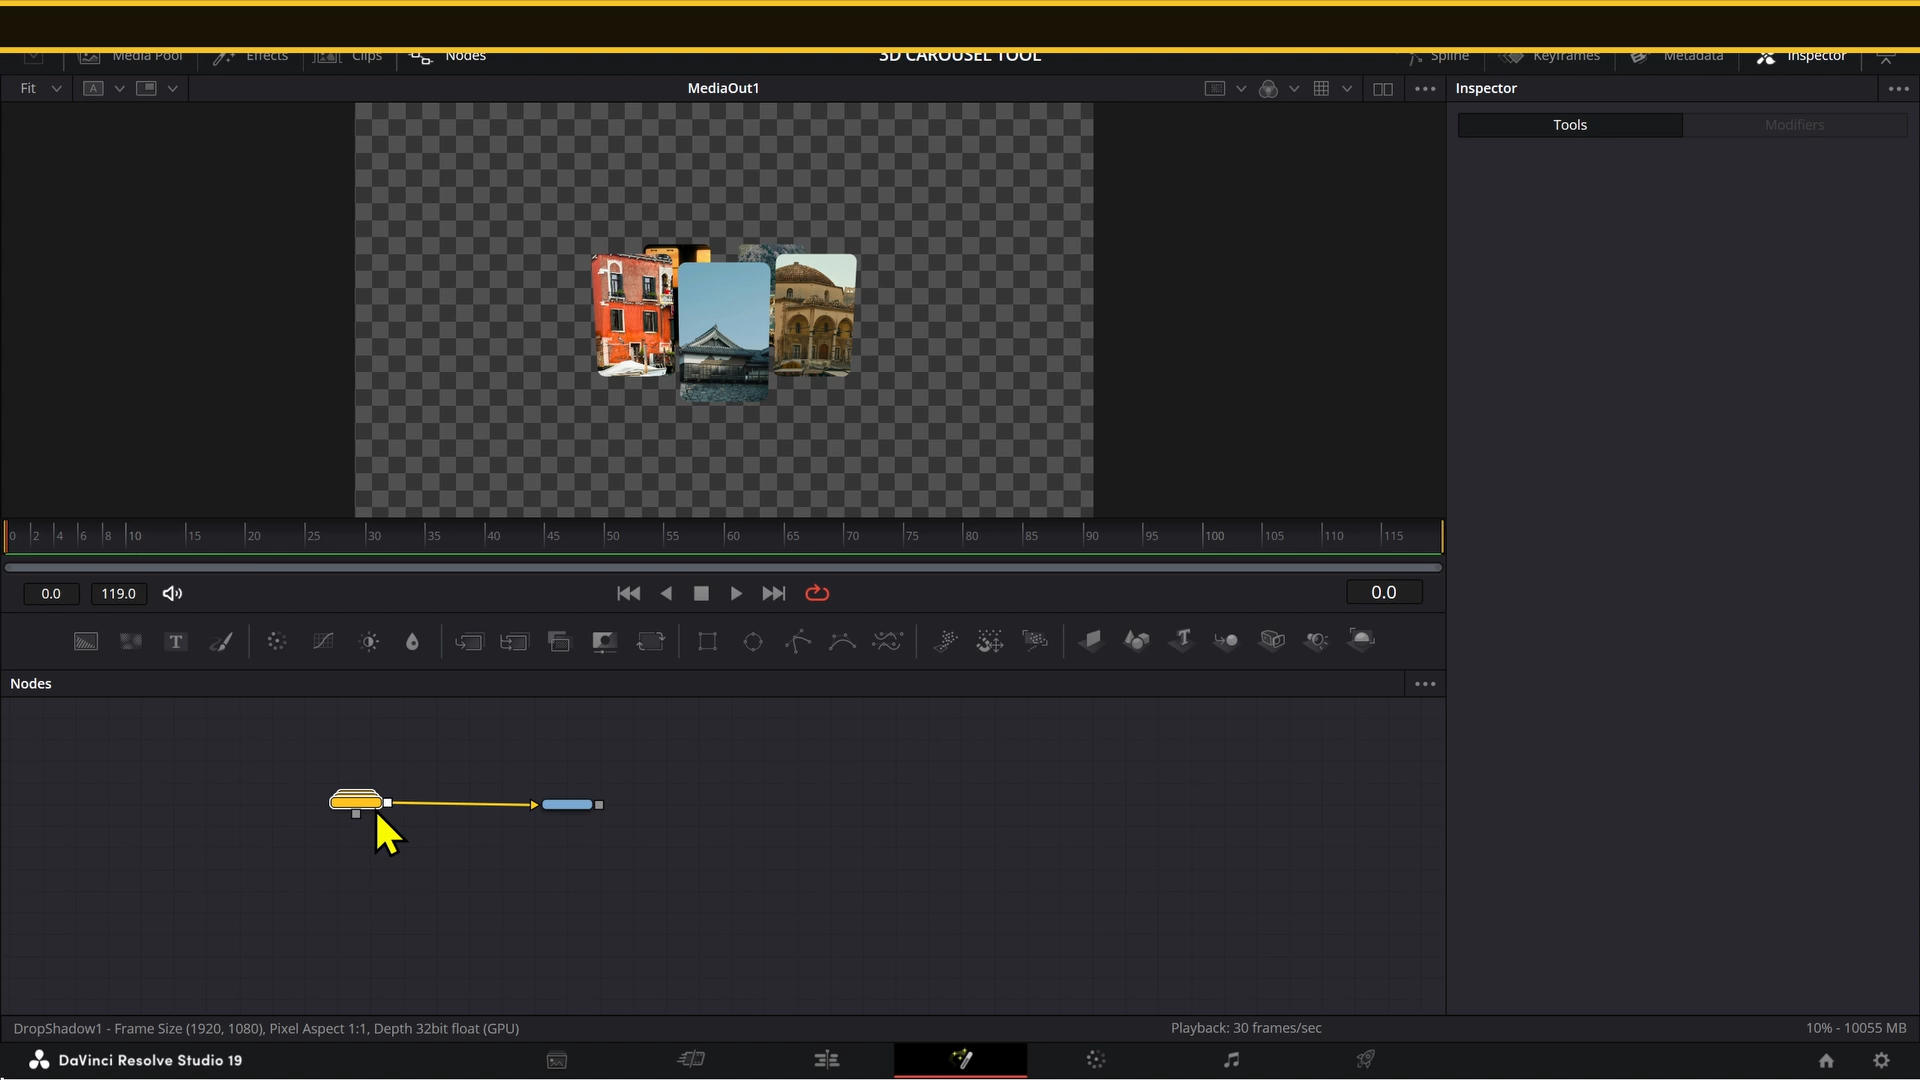 Media Pool Effects Clips Nodes 3D CAROUSEL TOOL Spline Keyframes Metadata Inspector
Fit A MediaOut1 Inspector
Tools Modifiers
0 2 4 6 8 10 15 20 25 30 35 40 45 50 55 60 65 70 75 80 85 90 95 100 105 110 115
0.0 119.0 0.0
T T
Nodes
DropShadow1 - Frame Size (1920, 1080), Pixel Aspect 1:1, Depth 32bit float (GPU) Playback: 30 frames/sec 10% - 10055 MB
DaVinci Resolve Studio 19